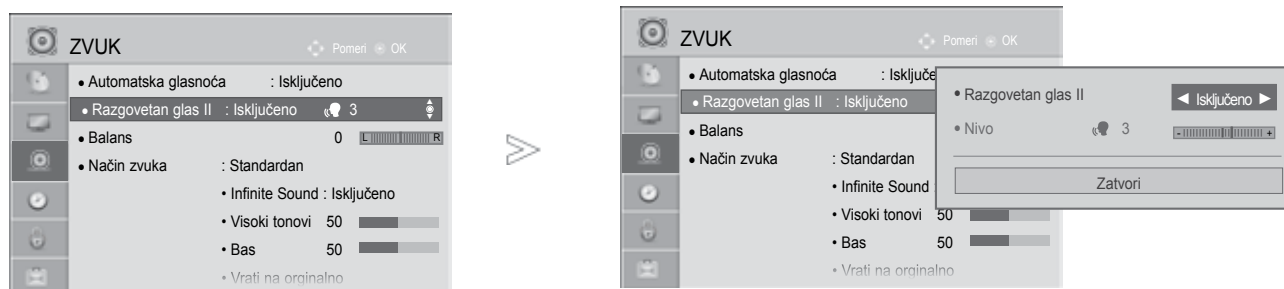 ZVUK
Pomeri OK
• Automatska glasnoća : Isključeno
• Razgovetan glas II : Isključeno 3
• Balans 0 L R
• Način zvuka : Standardan
• Infinite Sound : Isključeno
• Visoki tonovi 50
• Bas 50
• Vrati na orginalno
ZVUK
Pomeri OK
• Automatska glasnoća : Isključe
• Razgovetan glas II : Isključeno
• Balans
• Način zvuka : Standardan
• Infinite Sound :
• Visoki tonovi 50
• Bas 50
• Vrati na orginalno
• Razgovetan glas II ◄ Isključeno ►
• Nivo 3 - +
Zatvori